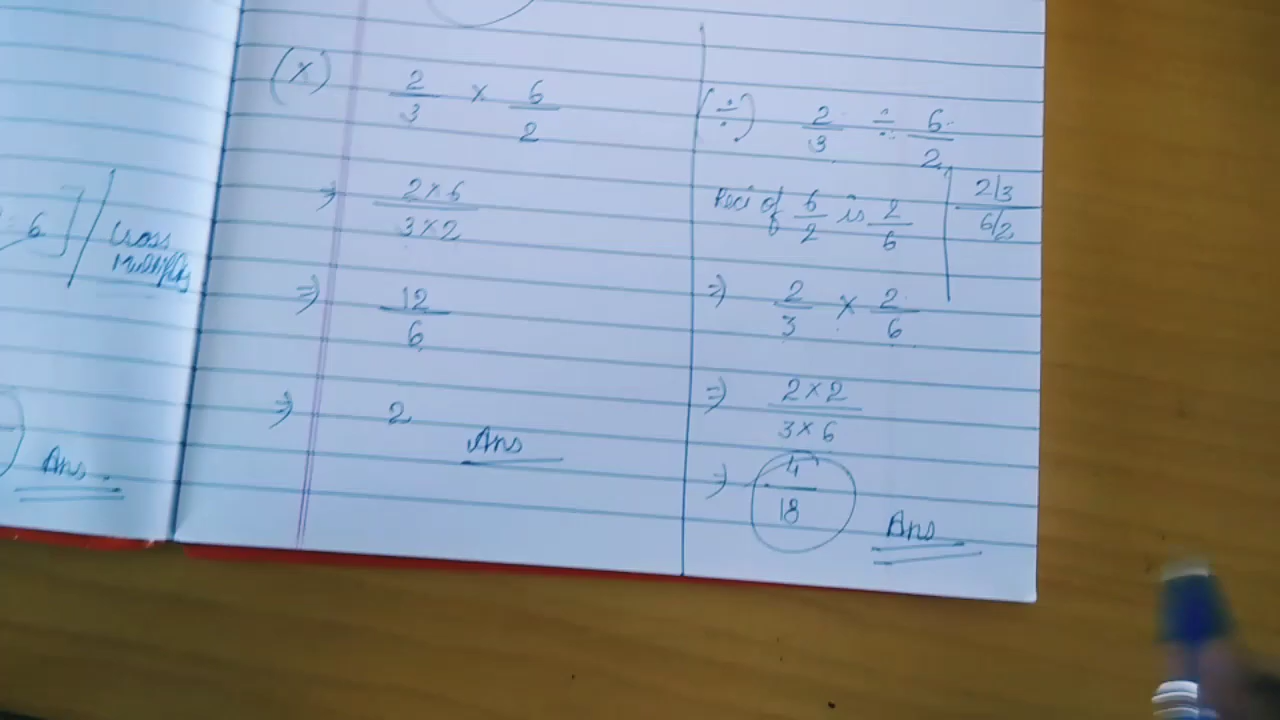 = 6 ]
Cross
Multiply
Ans.
(×) 2/3 × 6/2
⇒ 2×6 / 3×2
⇒ 12/6
⇒ 2 Ans
(÷) 2/3 ÷ 6/2
Reci of 6/2 is 2/6
2/3
6/2
⇒ 2/3 × 2/6
⇒ 2×2 / 3×6
⇒ 4/18 Ans